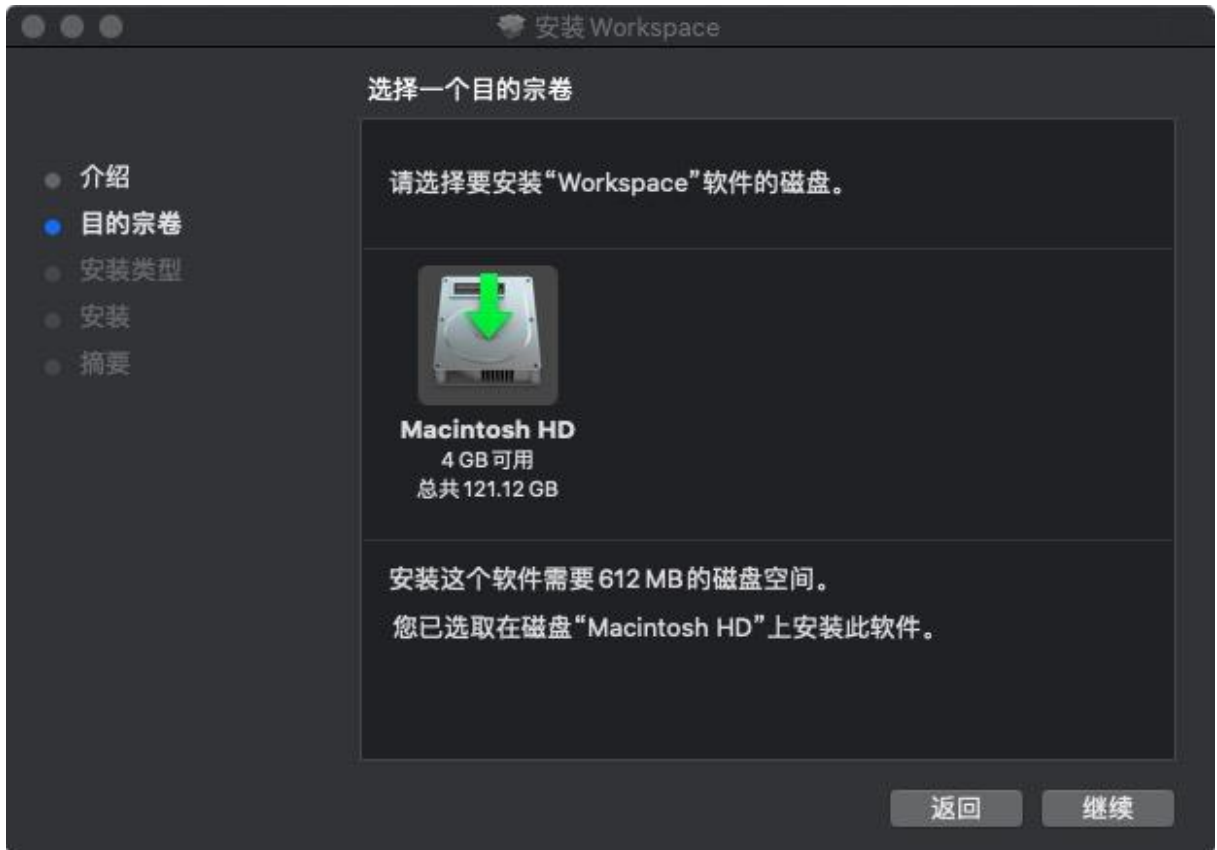 安装 Workspace
选择一个目的宗卷
介绍
目的宗卷
安装类型
安装
摘要
请选择要安装“Workspace”软件的磁盘。
Macintosh HD
4 GB 可用
总共 121.12 GB
安装这个软件需要 612 MB 的磁盘空间。
您已选取在磁盘“Macintosh HD”上安装此软件。
返回
继续